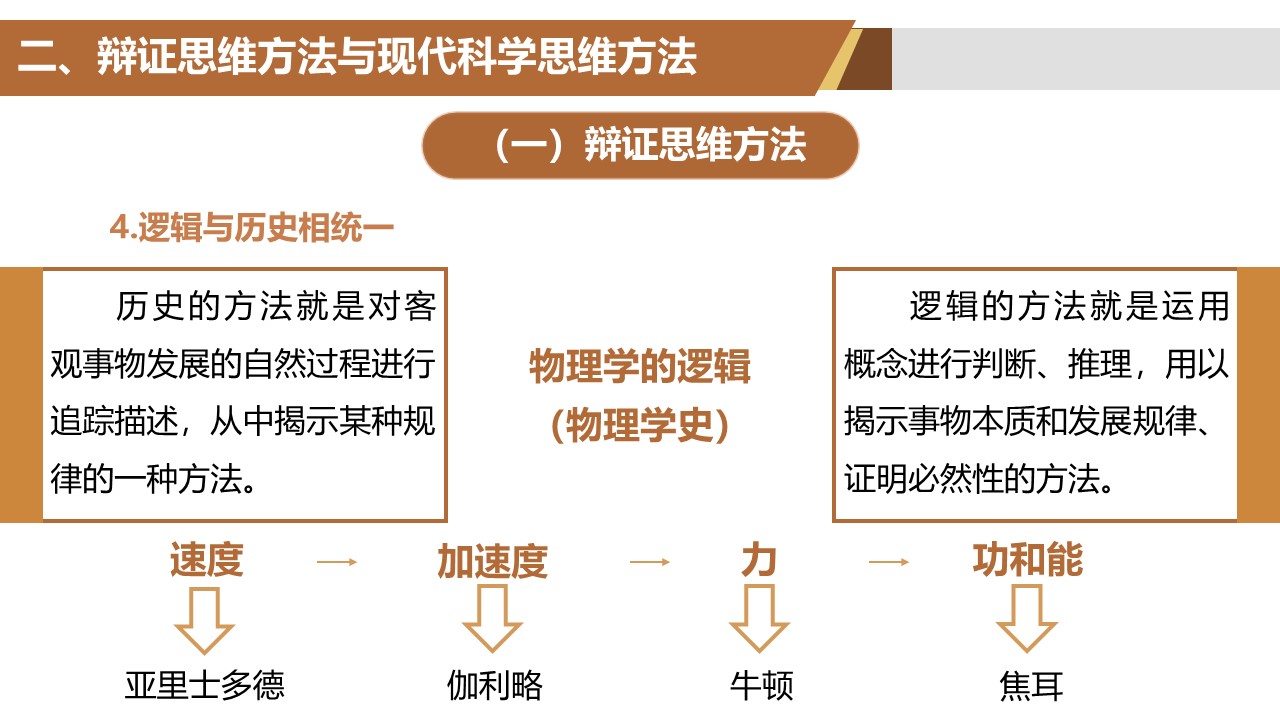 二、辩证思维方法与现代科学思维方法
（一）辩证思维方法
4.逻辑与历史相统一
历史的方法就是对客
观事物发展的自然过程进行
追踪描述，从中揭示某种规
律的一种方法。
物理学的逻辑
（物理学史）
逻辑的方法就是运用
概念进行判断、推理，用以
揭示事物本质和发展规律、
证明必然性的方法。
速度 → 加速度 → 力 → 功和能
亚里士多德 伽利略 牛顿 焦耳